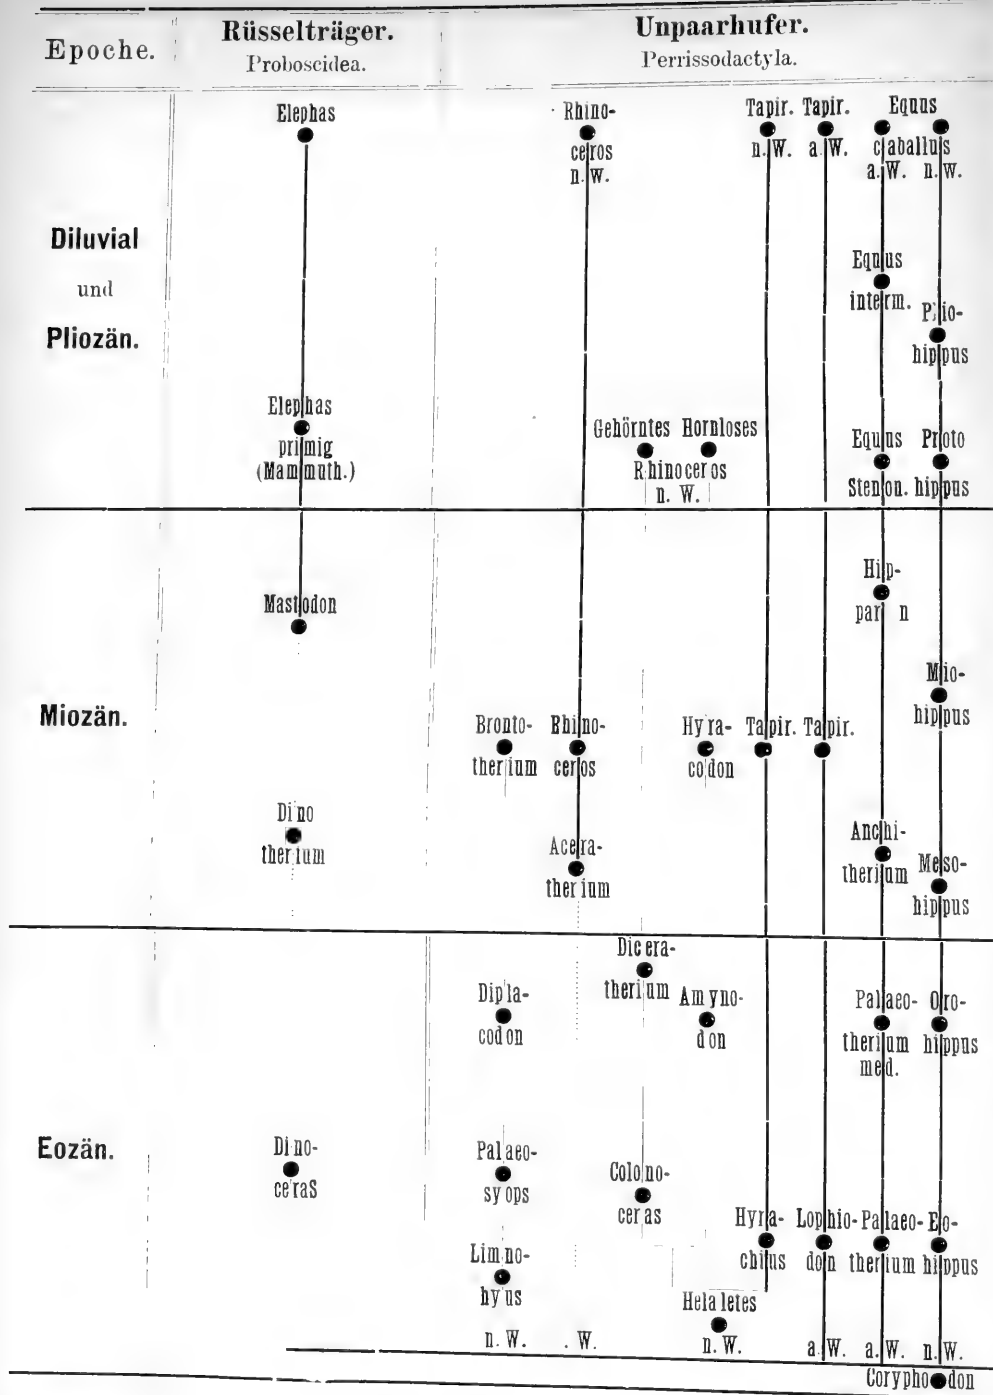 Epoche.
Rüsselträger.
Proboscidea.
Unpaarhufer.
Perrissodactyla.
Elephas
Rhino-
ceros
n. W.
Tapir. Tapir.
n. W. a. W.
Equus
caballus
a. W. n. W.
Diluvial
und
Pliozän.
Equus
interm.
Plio-
hippus
Elephas
primig
(Mammuth.)
Gehörntes Hornloses
Rhinoceros
n. W.
Equus Proto
Stenon. hippus
Hip-
par n
Mastodon
Mio-
hippus
Miozän.
Bronto- Rhino- Hyra- Tapir. Tapir.
therium ceros codon
Dino
therium
Acera-
therium
Anchi-
therium
Meso-
hippus
Dicera-
therium
Dipla-
codon
Amyno-
don
Palaeo- Oro-
therium hippus
med.
Eozän.
Dino-
ceras
Palaeo-
syops
Colono-
ceras
Hyra- Lophio- Palaeo- Eo-
chius don therium hippus
Limno-
hyus
Helaletes
n. W. . W. n. W. a. W. a. W. n. W.
Coryphodon